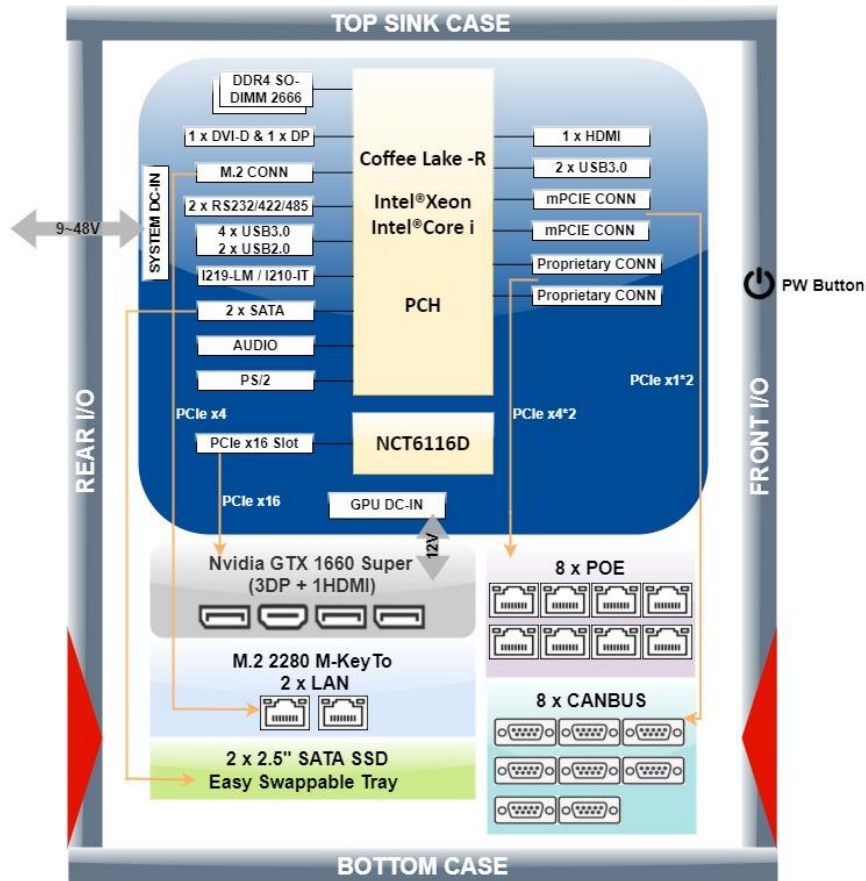 TOP SINK CASE
DDR4 SO-
DIMM 2666
1 x DVI-D & 1 x DP
M.2 CONN
2 x RS232/422/485
4 x USB3.0
2 x USB2.0
I219-LM / I210-IT
2 x SATA
AUDIO
PS/2
PCIe x16 Slot
Coffee Lake -R
Intel®Xeon
Intel®Core i
PCH
NCT6116D
1 x HDMI
2 x USB3.0
mPCIE CONN
mPCIE CONN
Proprietary CONN
Proprietary CONN
SYSTEM DC-IN
9~48V
PW Button
REAR I/O
FRONT I/O
PCIe x4
PCIe x4*2
PCIe x1*2
PCIe x16
GPU DC-IN
12V
Nvidia GTX 1660 Super
(3DP + 1HDMI)
8 x POE
M.2 2280 M-Key To
2 x LAN
8 x CANBUS
2 x 2.5" SATA SSD
Easy Swappable Tray
BOTTOM CASE